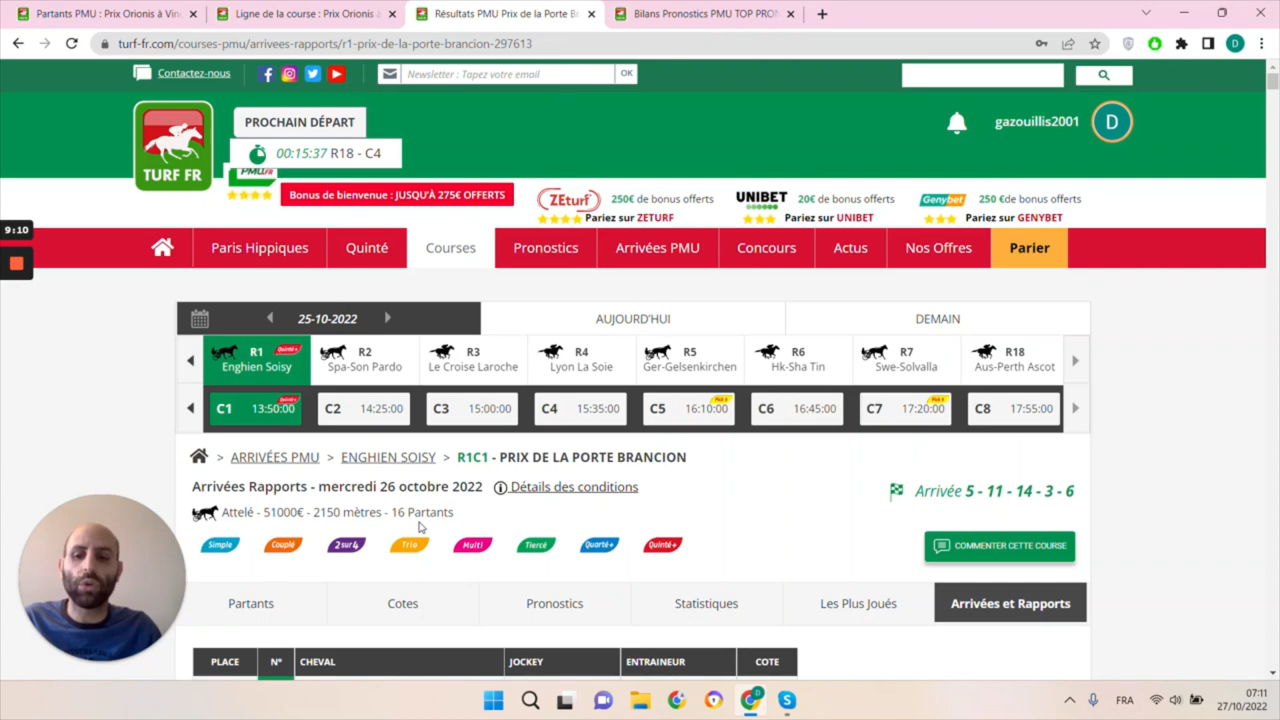 Partants PMU : Prix Orionis à Vin
Ligne de la course : Prix Orionis à
Résultats PMU Prix de la Porte Br
Bilans Pronostics PMU TOP PRO
turf-fr.com/courses-pmu/arrivees-rapports/r1-prix-de-la-porte-brancion-297613
D
Contactez-nous
Newsletter : Tapez votre email
OK
TURF FR
PROCHAIN DÉPART
00:15:37 R18 - C4
gazouillis2001
D
PMU.FR
Bonus de bienvenue : JUSQU'À 275€ OFFERTS
ZEturf
250€ de bonus offerts
Pariez sur ZETURF
UNIBET
20€ de bonus offerts
Pariez sur UNIBET
Genybet
250 € de bonus offerts
Pariez sur GENYBET
9:10
Paris Hippiques
Quinté
Courses
Pronostics
Arrivées PMU
Concours
Actus
Nos Offres
Parier
25-10-2022
AUJOURD'HUI
DEMAIN
R1 Quinté+
Enghien Soisy
R2
Spa-Son Pardo
R3
Le Croise Laroche
R4
Lyon La Soie
R5
Ger-Gelsenkirchen
R6
Hk-Sha Tin
R7
Swe-Solvalla
R18
Aus-Perth Ascot
C1 13:50:00 Quinté+
C2 14:25:00
C3 15:00:00
C4 15:35:00
C5 16:10:00 Pick 5
C6 16:45:00
C7 17:20:00 Pick 5
C8 17:55:00
> ARRIVÉES PMU > ENGHIEN SOISY > R1C1 - PRIX DE LA PORTE BRANCION
Arrivées Rapports - mercredi 26 octobre 2022 Détails des conditions
Arrivée 5 - 11 - 14 - 3 - 6
Attelé - 51000€ - 2150 mètres - 16 Partants
Simple
Couplé
2sur4
Trio
Multi
Tiercé
Quarté+
Quinté+
COMMENTER CETTE COURSE
Partants
Cotes
Pronostics
Statistiques
Les Plus Joués
Arrivées et Rapports
PLACE
N°
CHEVAL
JOCKEY
ENTRAINEUR
COTE
FRA
07:11
27/10/2022